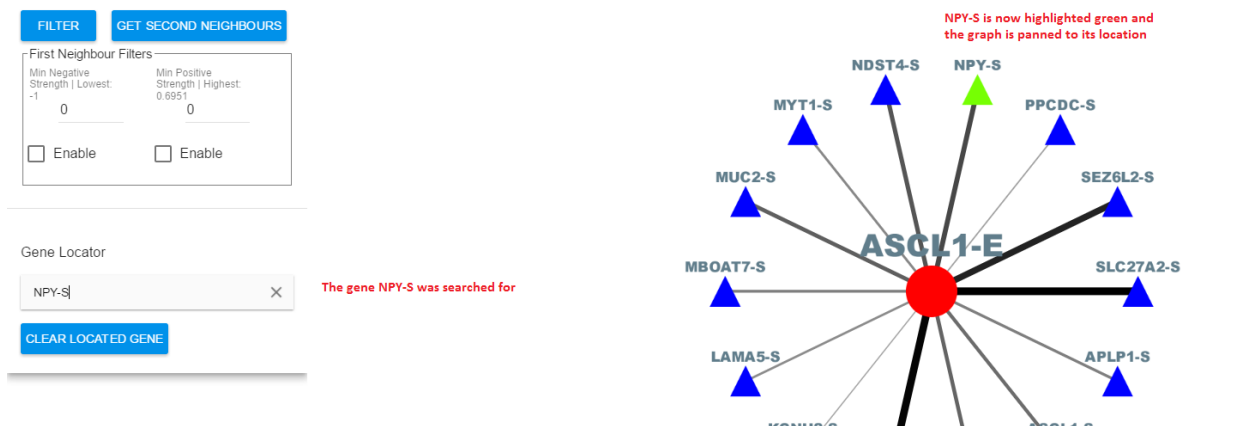 FILTER
GET SECOND NEIGHBOURS
First Neighbour Filters
Min Negative
Strength | Lowest:
-1
0
Min Positive
Strength | Highest:
0.6951
0
Enable
Enable
Gene Locator
NPY-S
CLEAR LOCATED GENE
The gene NPY-S was searched for
NPY-S is now highlighted green and
the graph is panned to its location
NDST4-S
NPY-S
MYT1-S
PPCDC-S
MUC2-S
SEZ6L2-S
ASCL1-E
MBOAT7-S
SLC27A2-S
LAMA5-S
APLP1-S